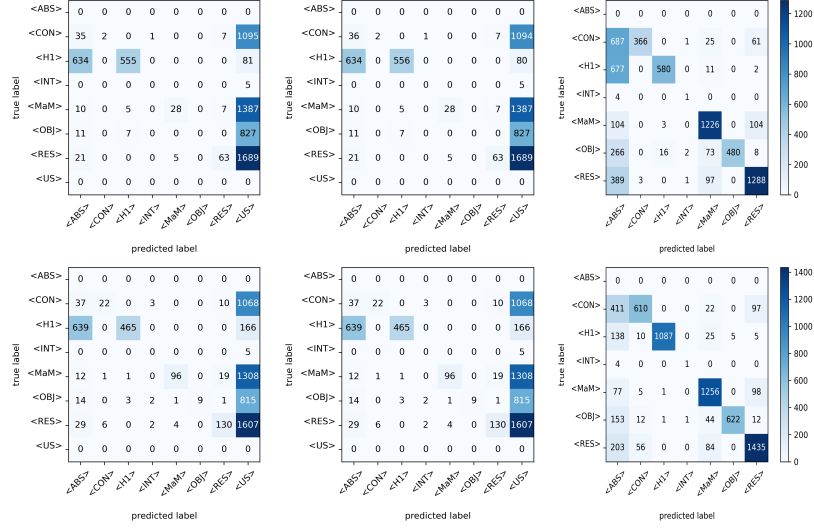 <ABS> 0 0 0 0 0 0 0 0
<CON> 35 2 0 1 0 0 7 1095
<H1> 634 0 555 0 0 0 0 81
<INT> 0 0 0 0 0 0 0 5
<MaM> 10 0 5 0 28 0 7 1387
<OBJ> 11 0 7 0 0 0 0 827
<RES> 21 0 0 0 5 0 63 1689
<US> 0 0 0 0 0 0 0 0
true label
<ABS> <CON> <H1> <INT> <MaM> <OBJ> <RES> <US>
predicted label
<ABS> 0 0 0 0 0 0 0 0
<CON> 36 2 0 1 0 0 7 1094
<H1> 634 0 556 0 0 0 0 80
<INT> 0 0 0 0 0 0 0 5
<MaM> 10 0 5 0 28 0 7 1387
<OBJ> 11 0 7 0 0 0 0 827
<RES> 21 0 0 0 5 0 63 1689
<US> 0 0 0 0 0 0 0 0
true label
<ABS> <CON> <H1> <INT> <MaM> <OBJ> <RES> <US>
predicted label
<ABS> 0 0 0 0 0 0 0
<CON> 687 366 0 1 25 0 61
<H1> 677 0 580 0 11 0 2
<INT> 4 0 0 1 0 0 0
<MaM> 104 0 3 0 1226 0 104
<OBJ> 266 0 16 2 73 480 8
<RES> 389 3 0 1 97 0 1288
true label
<ABS> <CON> <H1> <INT> <MaM> <OBJ> <RES>
predicted label
1200
1000
800
600
400
200
0
<ABS> 0 0 0 0 0 0 0 0
<CON> 37 22 0 3 0 0 10 1068
<H1> 639 0 465 0 0 0 0 166
<INT> 0 0 0 0 0 0 0 5
<MaM> 12 1 1 0 96 0 19 1308
<OBJ> 14 0 3 2 1 9 1 815
<RES> 29 6 0 2 4 0 130 1607
<US> 0 0 0 0 0 0 0 0
true label
<ABS> <CON> <H1> <INT> <MaM> <OBJ> <RES> <US>
predicted label
<ABS> 0 0 0 0 0 0 0 0
<CON> 37 22 0 3 0 0 10 1068
<H1> 639 0 465 0 0 0 0 166
<INT> 0 0 0 0 0 0 0 5
<MaM> 12 1 1 0 96 0 19 1308
<OBJ> 14 0 3 2 1 9 1 815
<RES> 29 6 0 2 4 0 130 1607
<US> 0 0 0 0 0 0 0 0
true label
<ABS> <CON> <H1> <INT> <MaM> <OBJ> <RES> <US>
predicted label
<ABS> 0 0 0 0 0 0 0
<CON> 411 610 0 0 22 0 97
<H1> 138 10 1087 0 25 5 5
<INT> 4 0 0 1 0 0 0
<MaM> 77 5 1 0 1256 0 98
<OBJ> 153 12 1 1 44 622 12
<RES> 203 56 0 0 84 0 1435
true label
<ABS> <CON> <H1> <INT> <MaM> <OBJ> <RES>
predicted label
1400
1200
1000
800
600
400
200
0